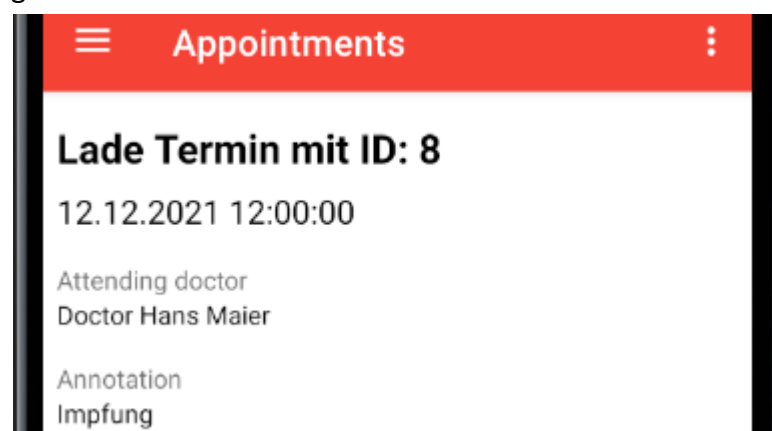 Appointments
Lade Termin mit ID: 8
12.12.2021 12:00:00
Attending doctor
Doctor Hans Maier
Annotation
Impfung